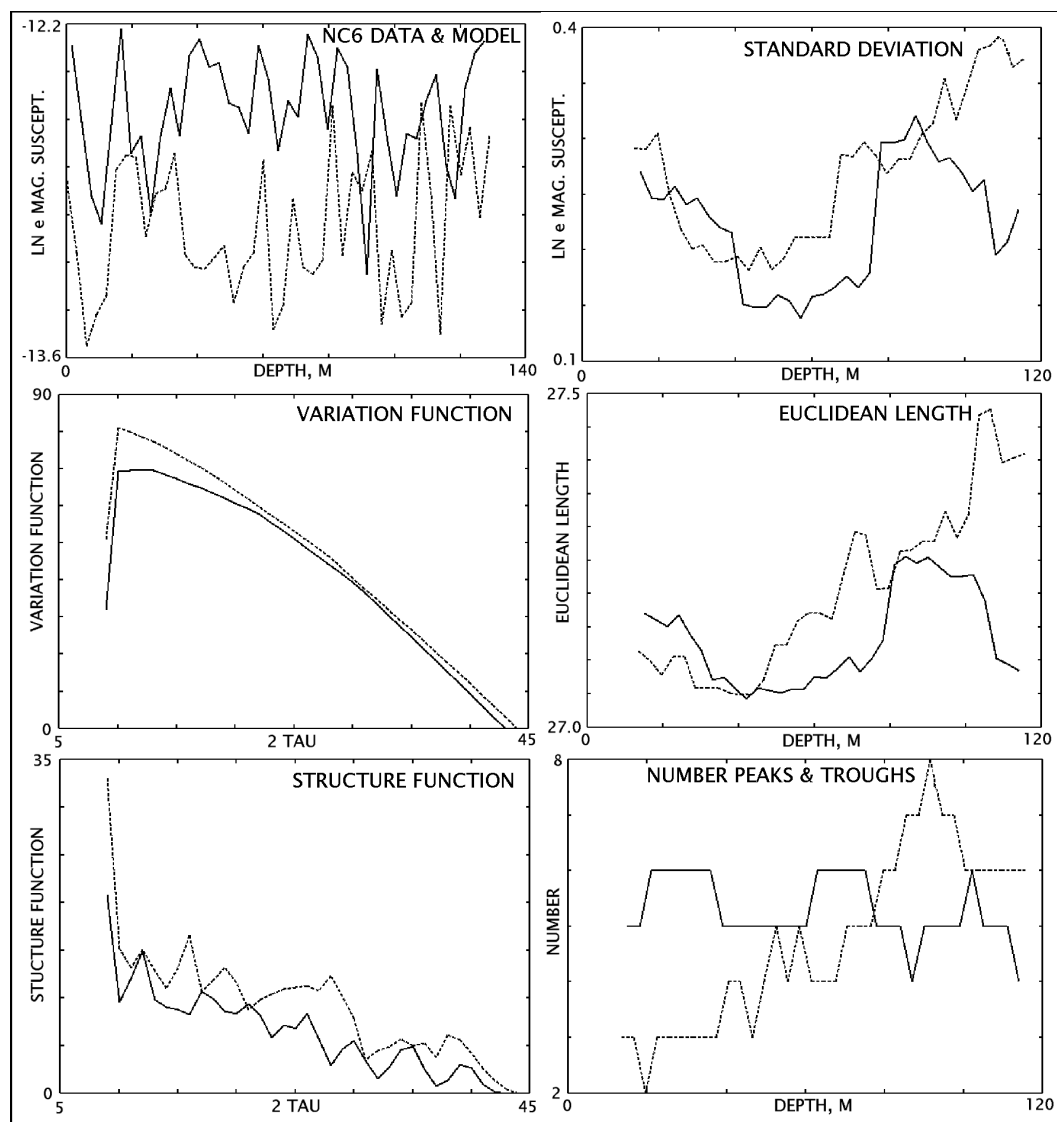 -12.2
NC6 DATA & MODEL
LN e MAG. SUSCEPT.
-13.6
0
DEPTH, M
140
0.4
STANDARD DEVIATION
LN e MAG. SUSCEPT.
0.1
0
DEPTH, M
120
90
VARIATION FUNCTION
VARIATION FUNCTION
0
5
2 TAU
45
27.5
EUCLIDEAN LENGTH
EUCLIDEAN LENGTH
27.0
0
DEPTH, M
120
35
STRUCTURE FUNCTION
STUCTURE FUNCTION
0
5
2 TAU
45
8
NUMBER PEAKS & TROUGHS
NUMBER
2
0
DEPTH, M
120